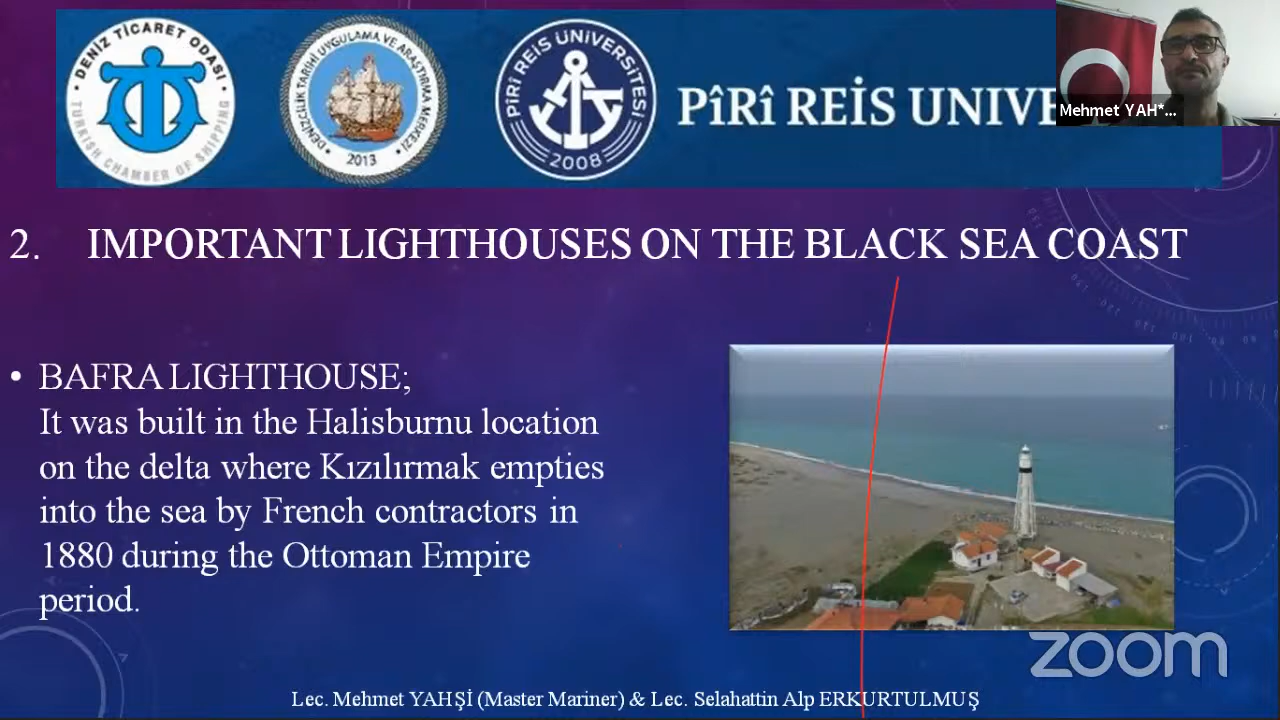 DENİZ TİCARET ODASI
TURKISH CHAMBER OF SHIPPING
DENİZCİLİK TARİHİ UYGULAMA VE ARAŞTIRMA MERKEZİ
2013
PÎRÎ REİS ÜNİVERSİTESİ
2008
PÎRÎ REİS UNIVE
Mehmet YAH*...
2. IMPORTANT LIGHTHOUSES ON THE BLACK SEA COAST
• BAFRA LIGHTHOUSE;
It was built in the Halisburnu location
on the delta where Kızılırmak empties
into the sea by French contractors in
1880 during the Ottoman Empire
period.
zoom
Lec. Mehmet YAHŞİ (Master Mariner) & Lec. Selahattin Alp ERKURTULMUŞ